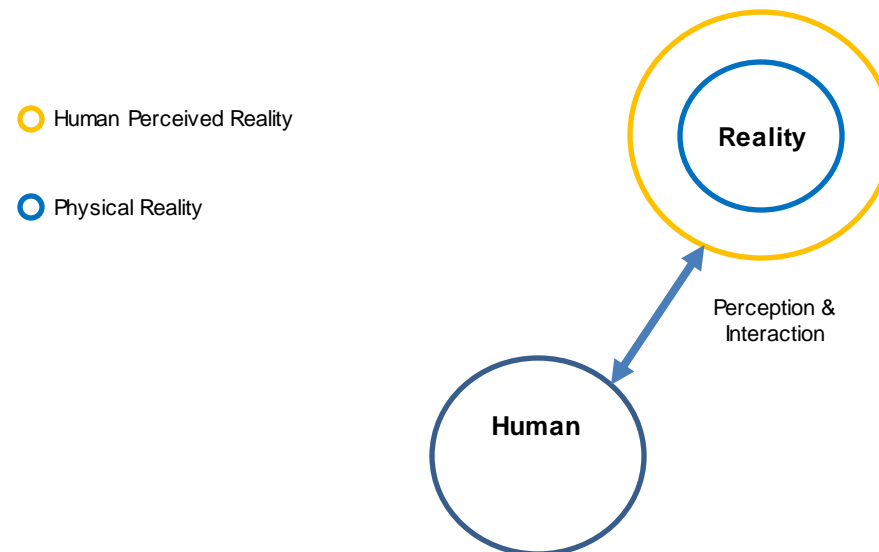 Human Perceived Reality
Physical Reality
Reality
Perception &
Interaction
Human